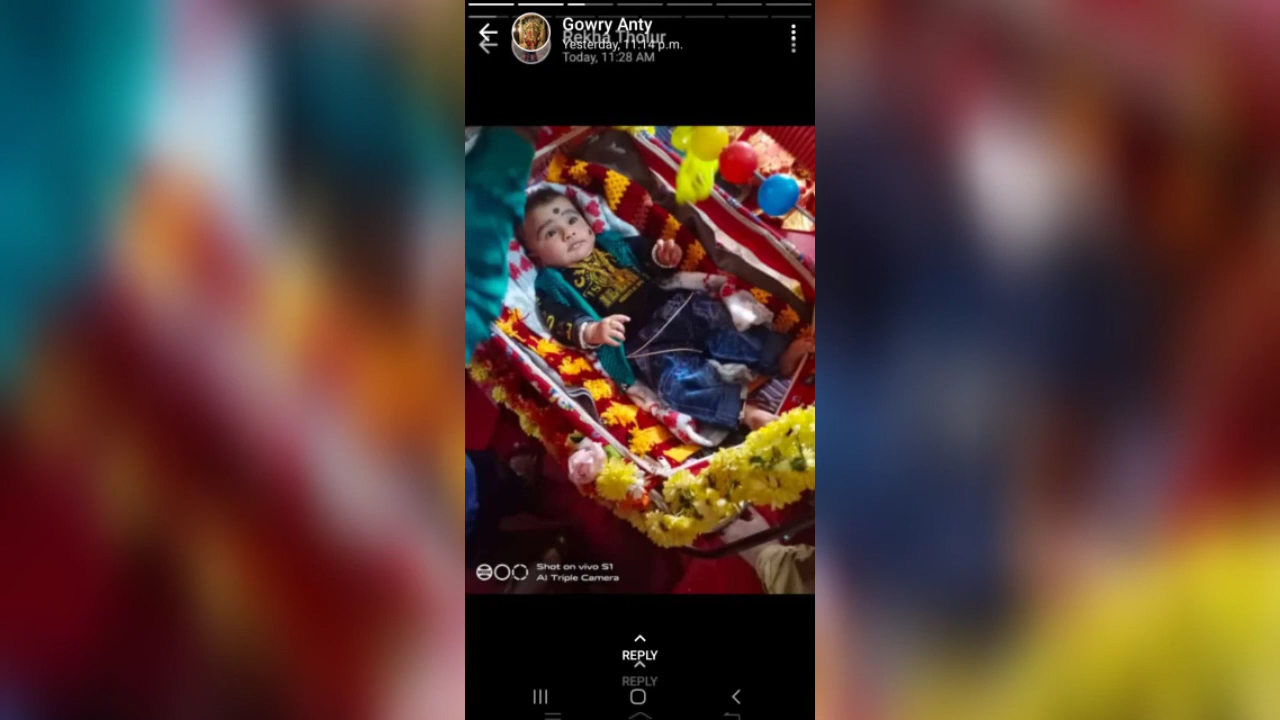 Gowry Anty
Rekha Tholur
Yesterday, 11:14 p.m.
Today, 11:28 AM
Shot on vivo S1
AI Triple Camera
REPLY
REPLY